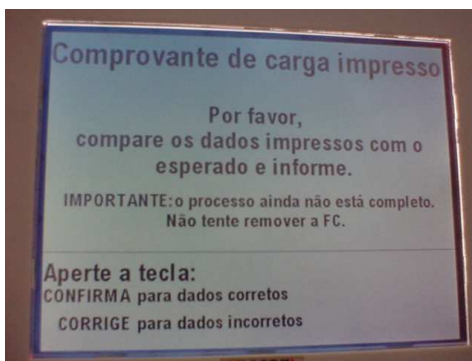 Comprovante de carga impresso
Por favor,
compare os dados impressos com o
esperado e informe.
IMPORTANTE:o processo ainda não está completo.
Não tente remover a FC.
Aperte a tecla:
CONFIRMA para dados corretos
CORRIGE para dados incorretos